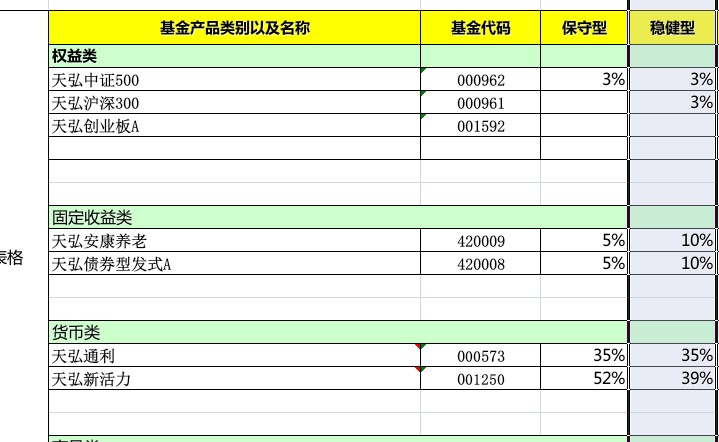 基金产品类别以及名称 基金代码 保守型 稳健型
权益类
天弘中证500 000962 3% 3%
天弘沪深300 000961 3%
天弘创业板A 001592
固定收益类
天弘安康养老 420009 5% 10%
表格
天弘债券型发式A 420008 5% 10%
货币类
天弘通利 000573 35% 35%
天弘新活力 001250 52% 39%